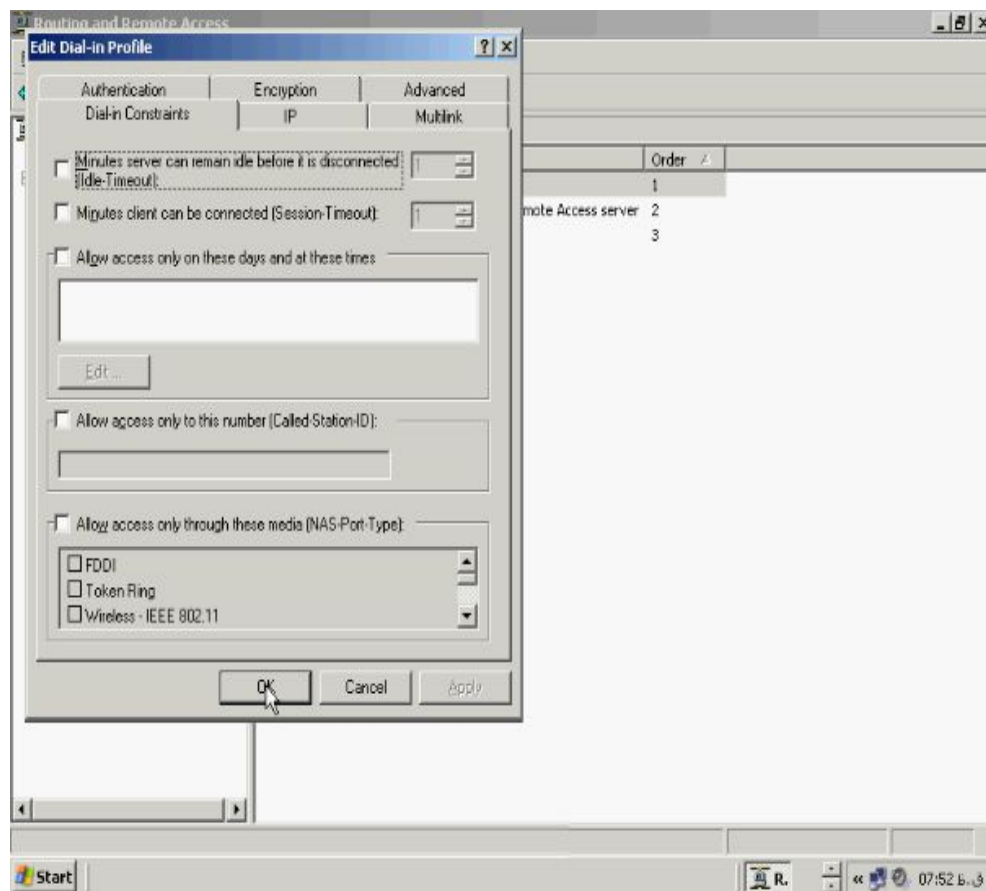 Routing and Remote Access
Edit Dial-in Profile
Authentication
Encryption
Advanced
Dial-in Constraints
IP
Multilink
Minutes server can remain idle before it is disconnected
(Idle-Timeout):
1
Minutes client can be connected (Session-Timeout):
1
Allow access only on these days and at these times
Edit ...
Allow access only to this number (Called-Station-ID):
Allow access only through these media (NAS-Port-Type):
FDDI
Token Ring
Wireless - IEEE 802.11
OK
Cancel
Apply
Order
1
mote Access server 2
3
Start
R.
« 07:52 ق.ظ